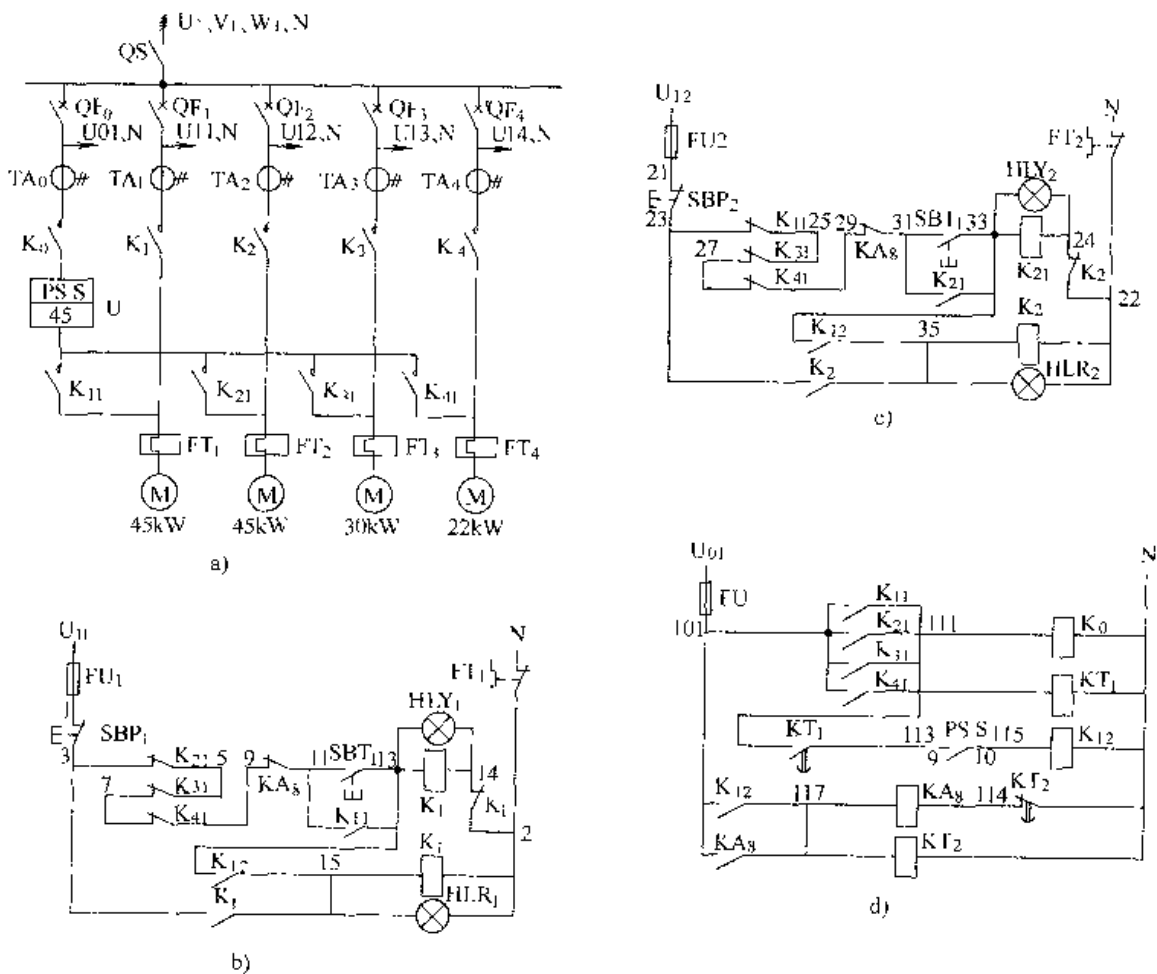 U~, V1, W1, N
QS
QF0 QF1 QF2 QF3 QF4
U01,N U11,N U12,N U13,N U14,N
TA0 TA1 TA2 TA3 TA4
K0 K1 K2 K3 K4
PS S
45
U
K11 K21 K31 K41
FT1 FT2 FT3 FT4
M M M M
45kW 45kW 30kW 22kW
a)
U11 N
FU1 FT1
1
E SBP1 HLY1
3 K21 5 9 11 SBT1 13 14
7 K31 KA8 K1 K1
K41 K11 2
K12 15 K1
K1 HLR1
b)
U12 N
FU2 FT2
21 HLY2
E SBP2
23 K11 25 29 31 SBT1 33 24
27 K31 KA8 K21 K2
K41 K21 22
K12 35 K2
K2 HLR2
c)
U01 N
FU K11
101 K21 111 K0
K31
K41 KT1
KT1 113 PS S 115 K12
9 10
K12 117 KA8 114 KT2
KA8 KT2
d)